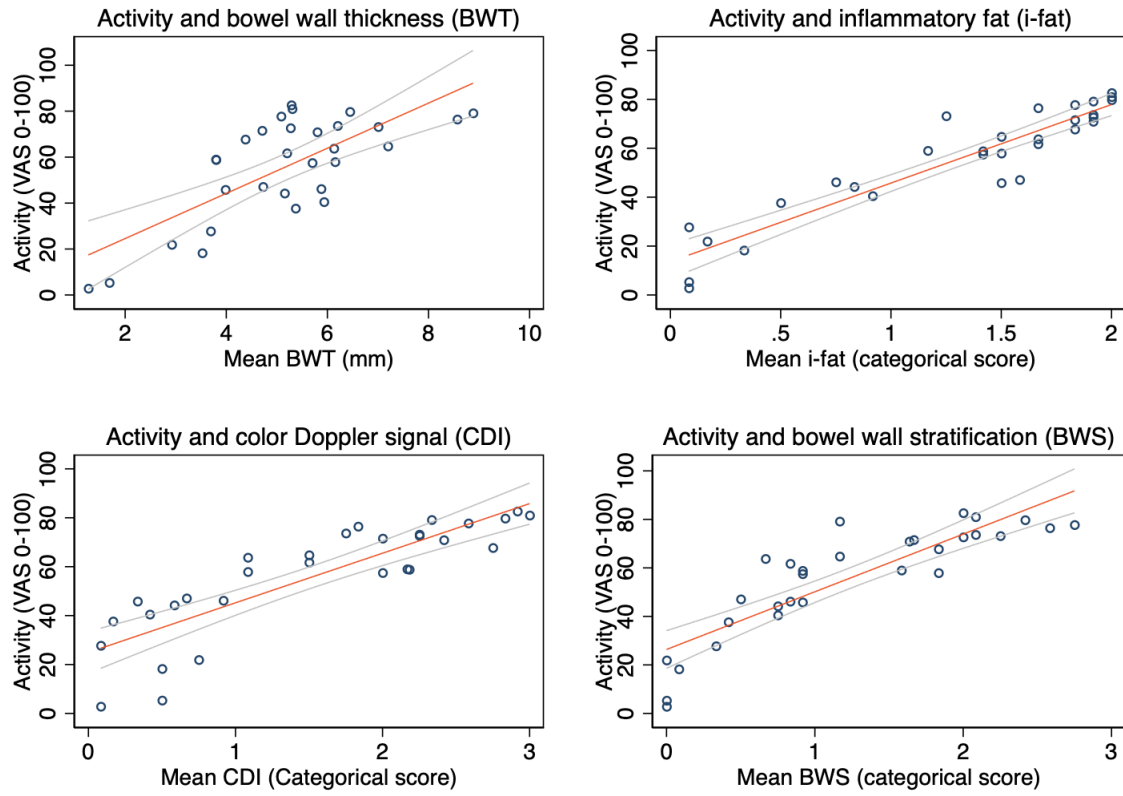 Activity and bowel wall thickness (BWT)
Activity (VAS 0-100)
0 20 40 60 80 100
2 4 6 8 10
Mean BWT (mm)
Activity and inflammatory fat (i-fat)
Activity (VAS 0-100)
0 20 40 60 80 100
0 .5 1 1.5 2
Mean i-fat (categorical score)
Activity and color Doppler signal (CDI)
Activity (VAS 0-100)
0 20 40 60 80 100
0 1 2 3
Mean CDI (Categorical score)
Activity and bowel wall stratification (BWS)
Activity (VAS 0-100)
0 20 40 60 80 100
0 1 2 3
Mean BWS (categorical score)